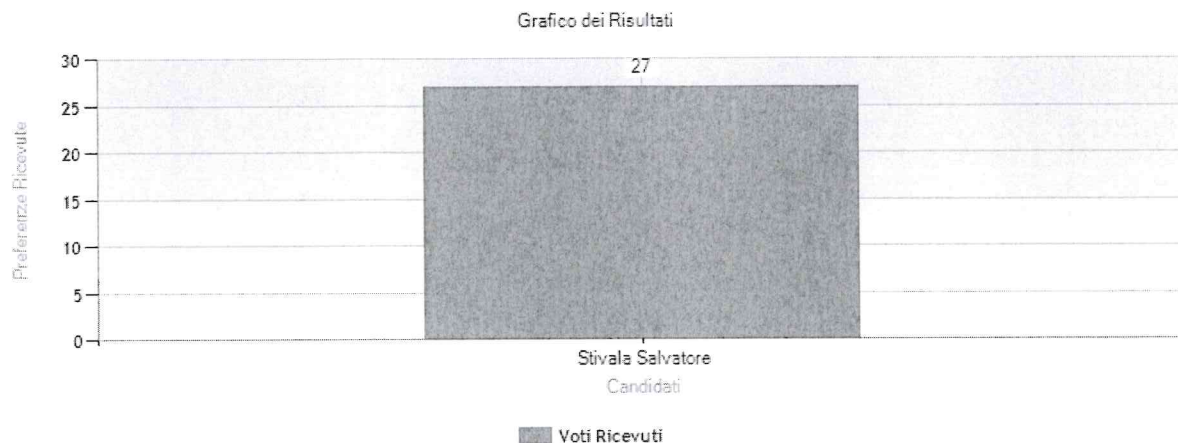 Grafico dei Risultati
30
27
25
20
15
10
5
0
Preferenze Ricevute
Stivala Salvatore
Candidati
Voti Ricevuti